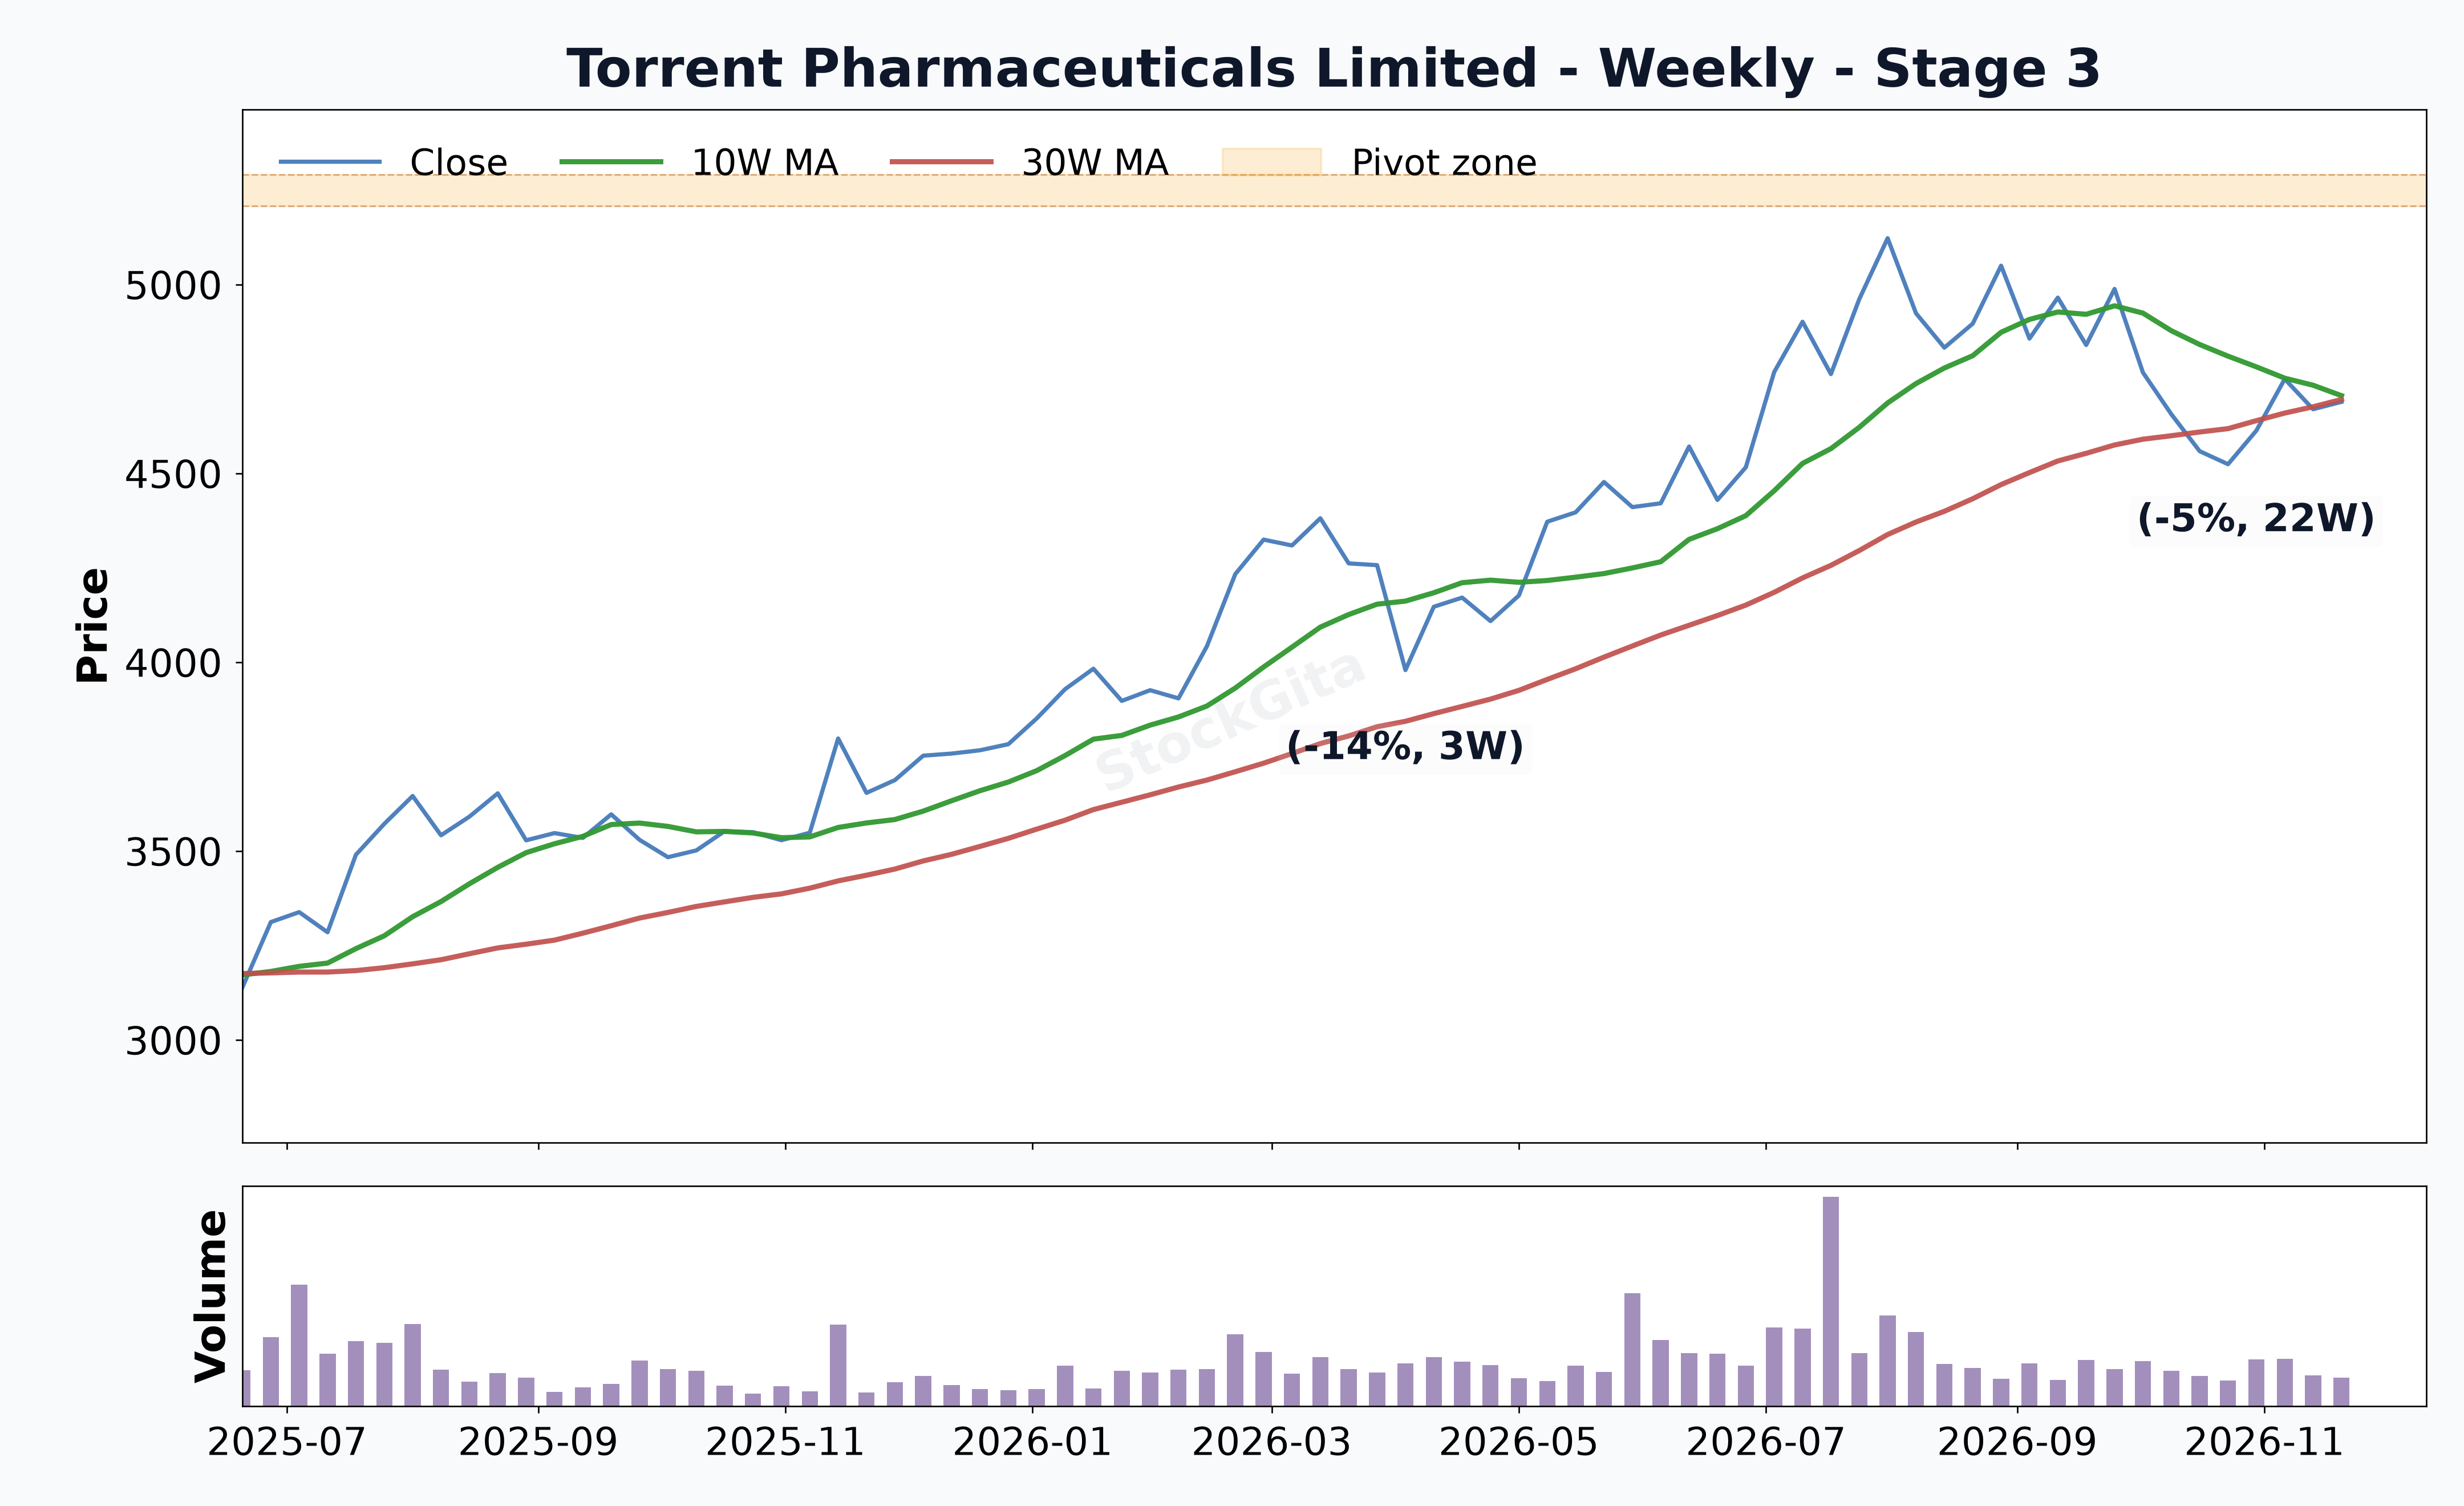 Torrent Pharmaceuticals Limited - Weekly - Stage 3
Close 10W MA 30W MA Pivot zone
5000
4500
4000
3500
3000
Price
(-5%, 22W)
(-14%, 3W)
StockGita
Volume
2025-07 2025-09 2025-11 2026-01 2026-03 2026-05 2026-07 2026-09 2026-11